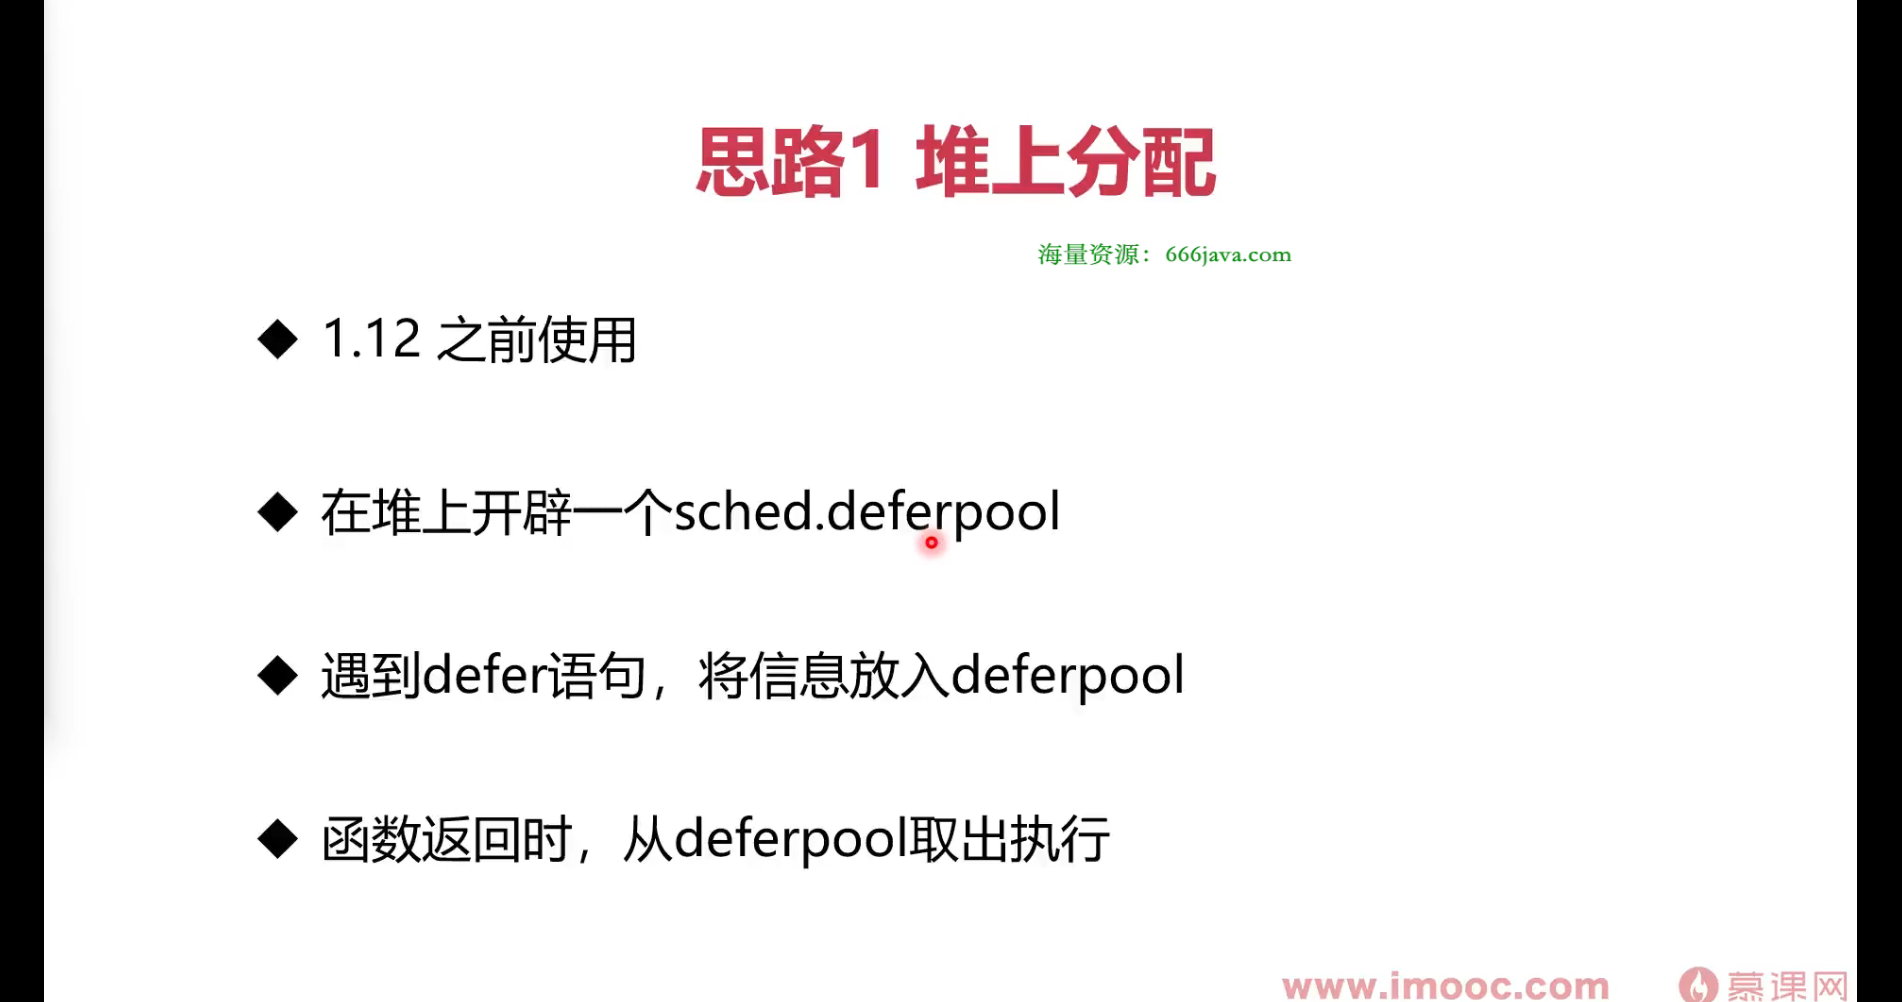 思路1 堆上分配
海量资源：666java.com
◆ 1.12 之前使用
◆ 在堆上开辟一个sched.deferpool
◆ 遇到defer语句，将信息放入deferpool
◆ 函数返回时，从deferpool取出执行
www.imooc.com 慕课网